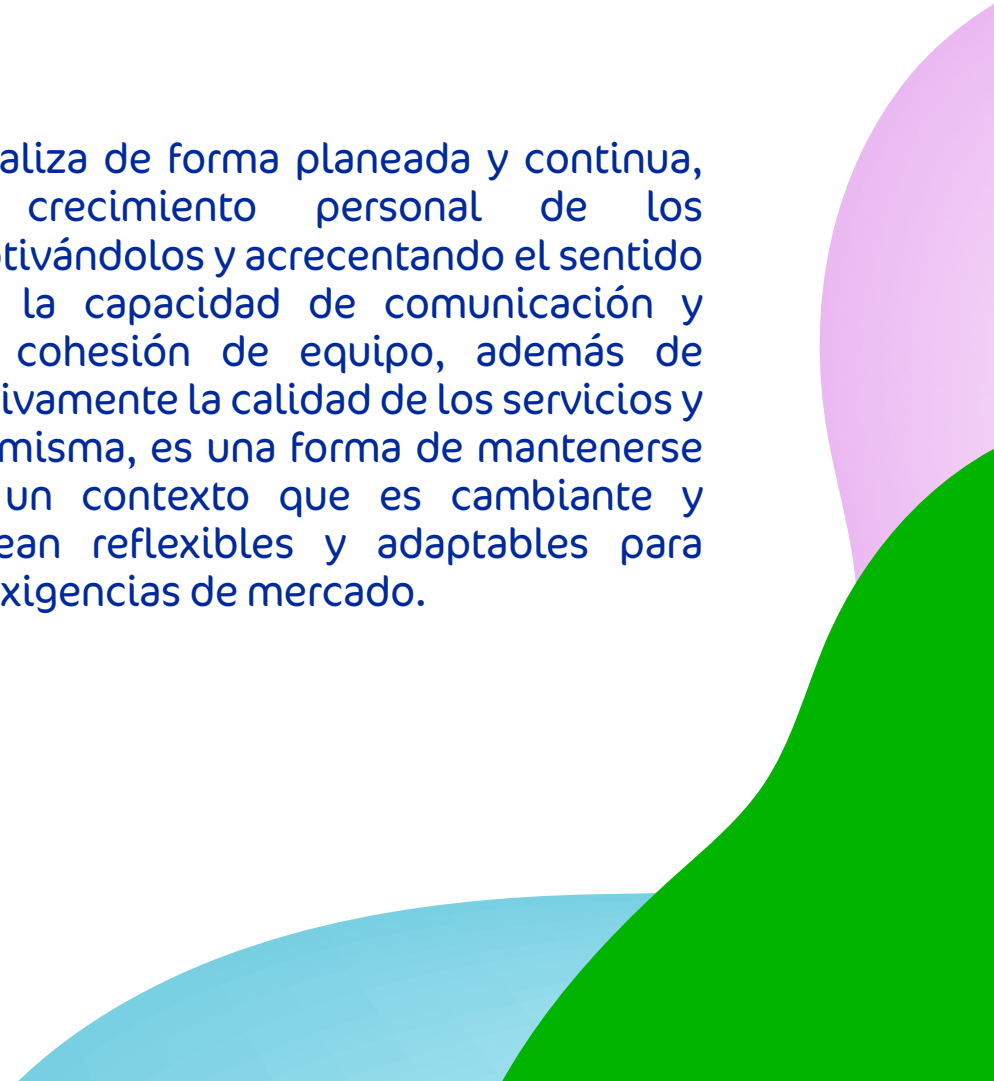 aliza de forma planeada y continua,
crecimiento personal de los
tivándolos y acrecentando el sentido
la capacidad de comunicación y
cohesión de equipo, además de
ivamente la calidad de los servicios y
misma, es una forma de mantenerse
un contexto que es cambiante y
ean reflexibles y adaptables para
xigencias de mercado.